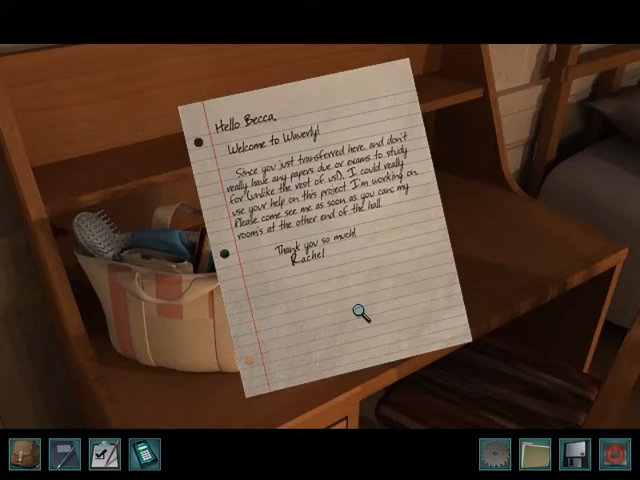 Hello Becca,
Welcome to Waverly!
Since you just transferred here, and don't
really have any papers due or exams to study
for (unlike the rest of us!), I could really
use your help on this project I'm working on.
Please come see me as soon as you can; my
room's at the other end of the hall.
Thank you so much!
Rachel